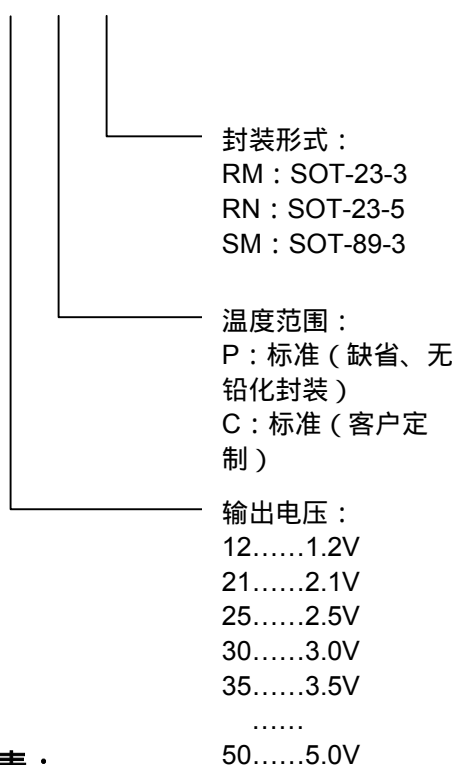 封装形式：
RM：SOT-23-3
RN：SOT-23-5
SM：SOT-89-3
温度范围：
P：标准（缺省、无
铅化封装）
C：标准（客户定
制）
输出电压：
12……1.2V
21……2.1V
25……2.5V
30……3.0V
35……3.5V
……
50……5.0V